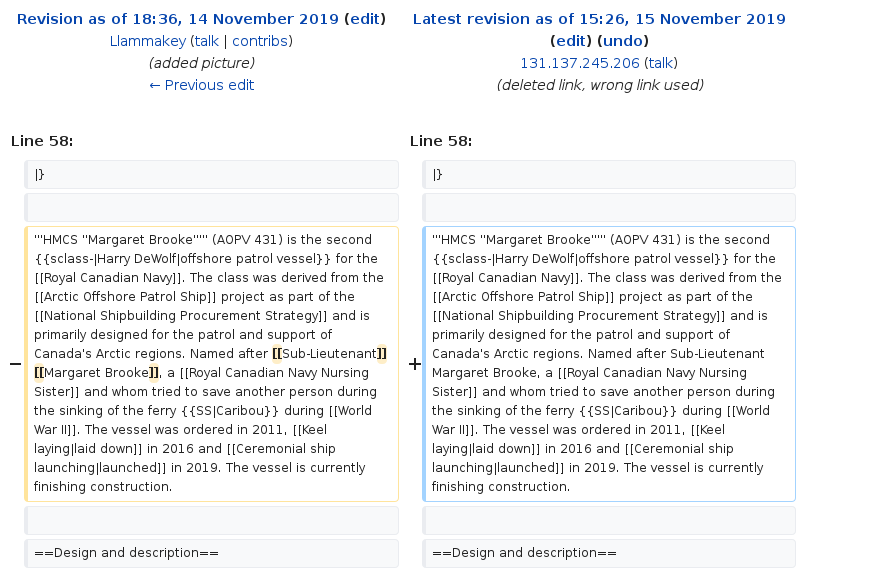 Revision as of 18:36, 14 November 2019 (edit)
Llammakey (talk | contribs)
(added picture)
← Previous edit
Latest revision as of 15:26, 15 November 2019
(edit) (undo)
131.137.245.206 (talk)
(deleted link, wrong link used)
Line 58:
|}
'''HMCS ''Margaret Brooke''''' (AOPV 431) is the second
{{sclass-|Harry DeWolf|offshore patrol vessel}} for the
[[Royal Canadian Navy]]. The class was derived from the
[[Arctic Offshore Patrol Ship]] project as part of the
[[National Shipbuilding Procurement Strategy]] and is
primarily designed for the patrol and support of
Canada's Arctic regions. Named after [[Sub-Lieutenant]]
− [[Margaret Brooke]], a [[Royal Canadian Navy Nursing
Sister]] and whom tried to save another person during
the sinking of the ferry {{SS|Caribou}} during [[World
War II]]. The vessel was ordered in 2011, [[Keel
laying|laid down]] in 2016 and [[Ceremonial ship
launching|launched]] in 2019. The vessel is currently
finishing construction.
==Design and description==
Line 58:
|}
'''HMCS ''Margaret Brooke''''' (AOPV 431) is the second
{{sclass-|Harry DeWolf|offshore patrol vessel}} for the
[[Royal Canadian Navy]]. The class was derived from the
[[Arctic Offshore Patrol Ship]] project as part of the
[[National Shipbuilding Procurement Strategy]] and is
primarily designed for the patrol and support of
Canada's Arctic regions. Named after Sub-Lieutenant
+ Margaret Brooke, a [[Royal Canadian Navy Nursing
Sister]] and whom tried to save another person during
the sinking of the ferry {{SS|Caribou}} during [[World
War II]]. The vessel was ordered in 2011, [[Keel
laying|laid down]] in 2016 and [[Ceremonial ship
launching|launched]] in 2019. The vessel is currently
finishing construction.
==Design and description==